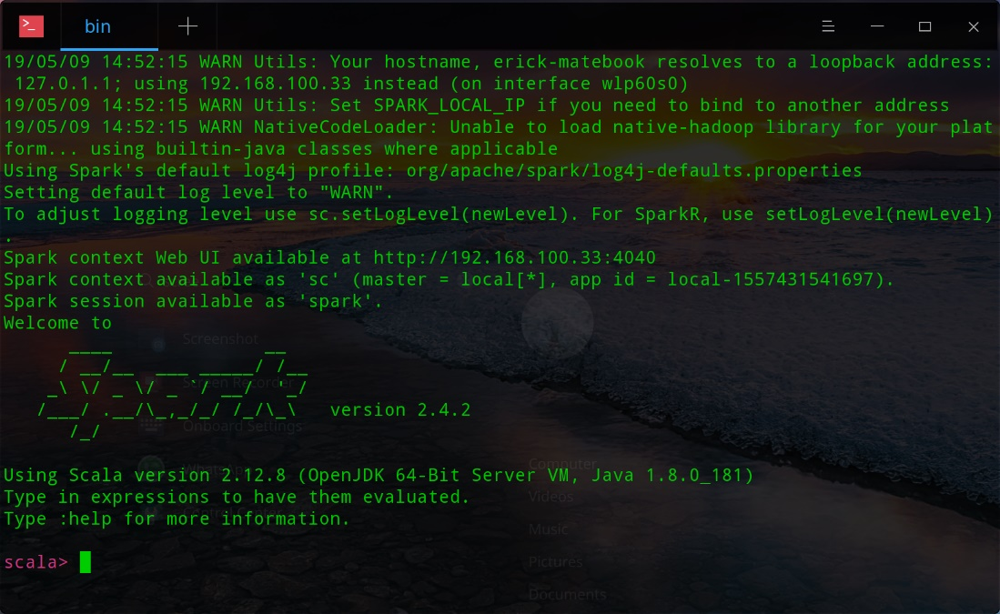 bin
19/05/09 14:52:15 WARN Utils: Your hostname, erick-matebook resolves to a loopback address:
 127.0.1.1; using 192.168.100.33 instead (on interface wlp60s0)
19/05/09 14:52:15 WARN Utils: Set SPARK_LOCAL_IP if you need to bind to another address
19/05/09 14:52:15 WARN NativeCodeLoader: Unable to load native-hadoop library for your plat
form... using builtin-java classes where applicable
Using Spark's default log4j profile: org/apache/spark/log4j-defaults.properties
Setting default log level to "WARN".
To adjust logging level use sc.setLogLevel(newLevel). For SparkR, use setLogLevel(newLevel)
.
Spark context Web UI available at http://192.168.100.33:4040
Spark context available as 'sc' (master = local[*], app id = local-1557431541697).
Spark session available as 'spark'.
Welcome to
Screenshot
      ____              __
     / __/__  ___ _____/ /__
    _\ \/ _ \/ _ `/ __/  '_/
Screen Recorder
   /___/ .__/\_,_/_/ /_/\_\   version 2.4.2
Onboard Settings
      /_/
WhatsApp
Computer
Using Scala version 2.12.8 (OpenJDK 64-Bit Server VM, Java 1.8.0_181)
Videos
Type in expressions to have them evaluated.
Type :help for more information.
Music
scala>
Pictures
Documents